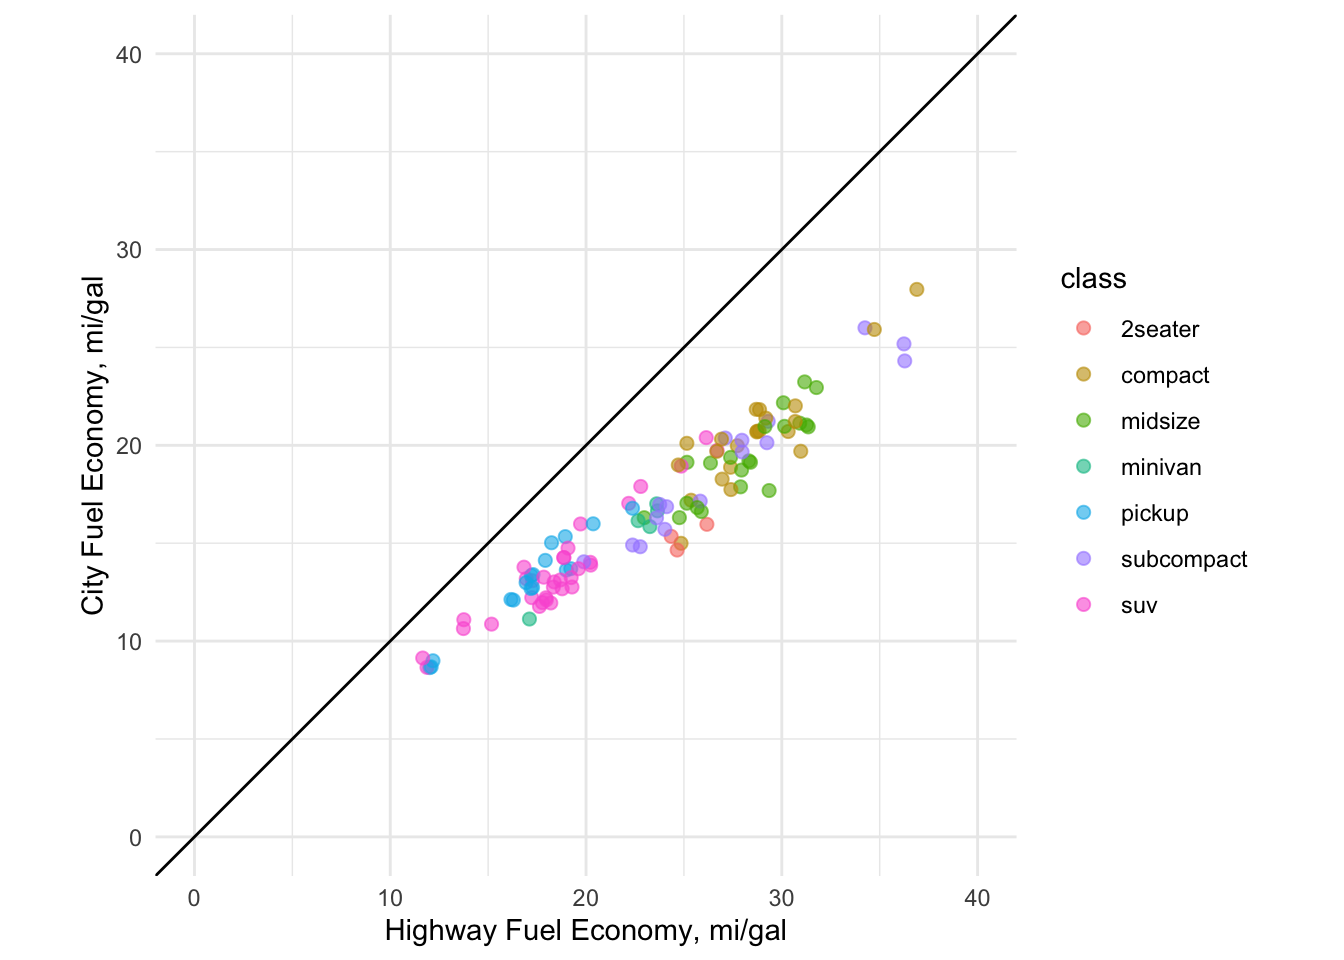 40
30
20
10
0
City Fuel Economy, mi/gal
0 10 20 30 40
Highway Fuel Economy, mi/gal
class
2seater
compact
midsize
minivan
pickup
subcompact
suv